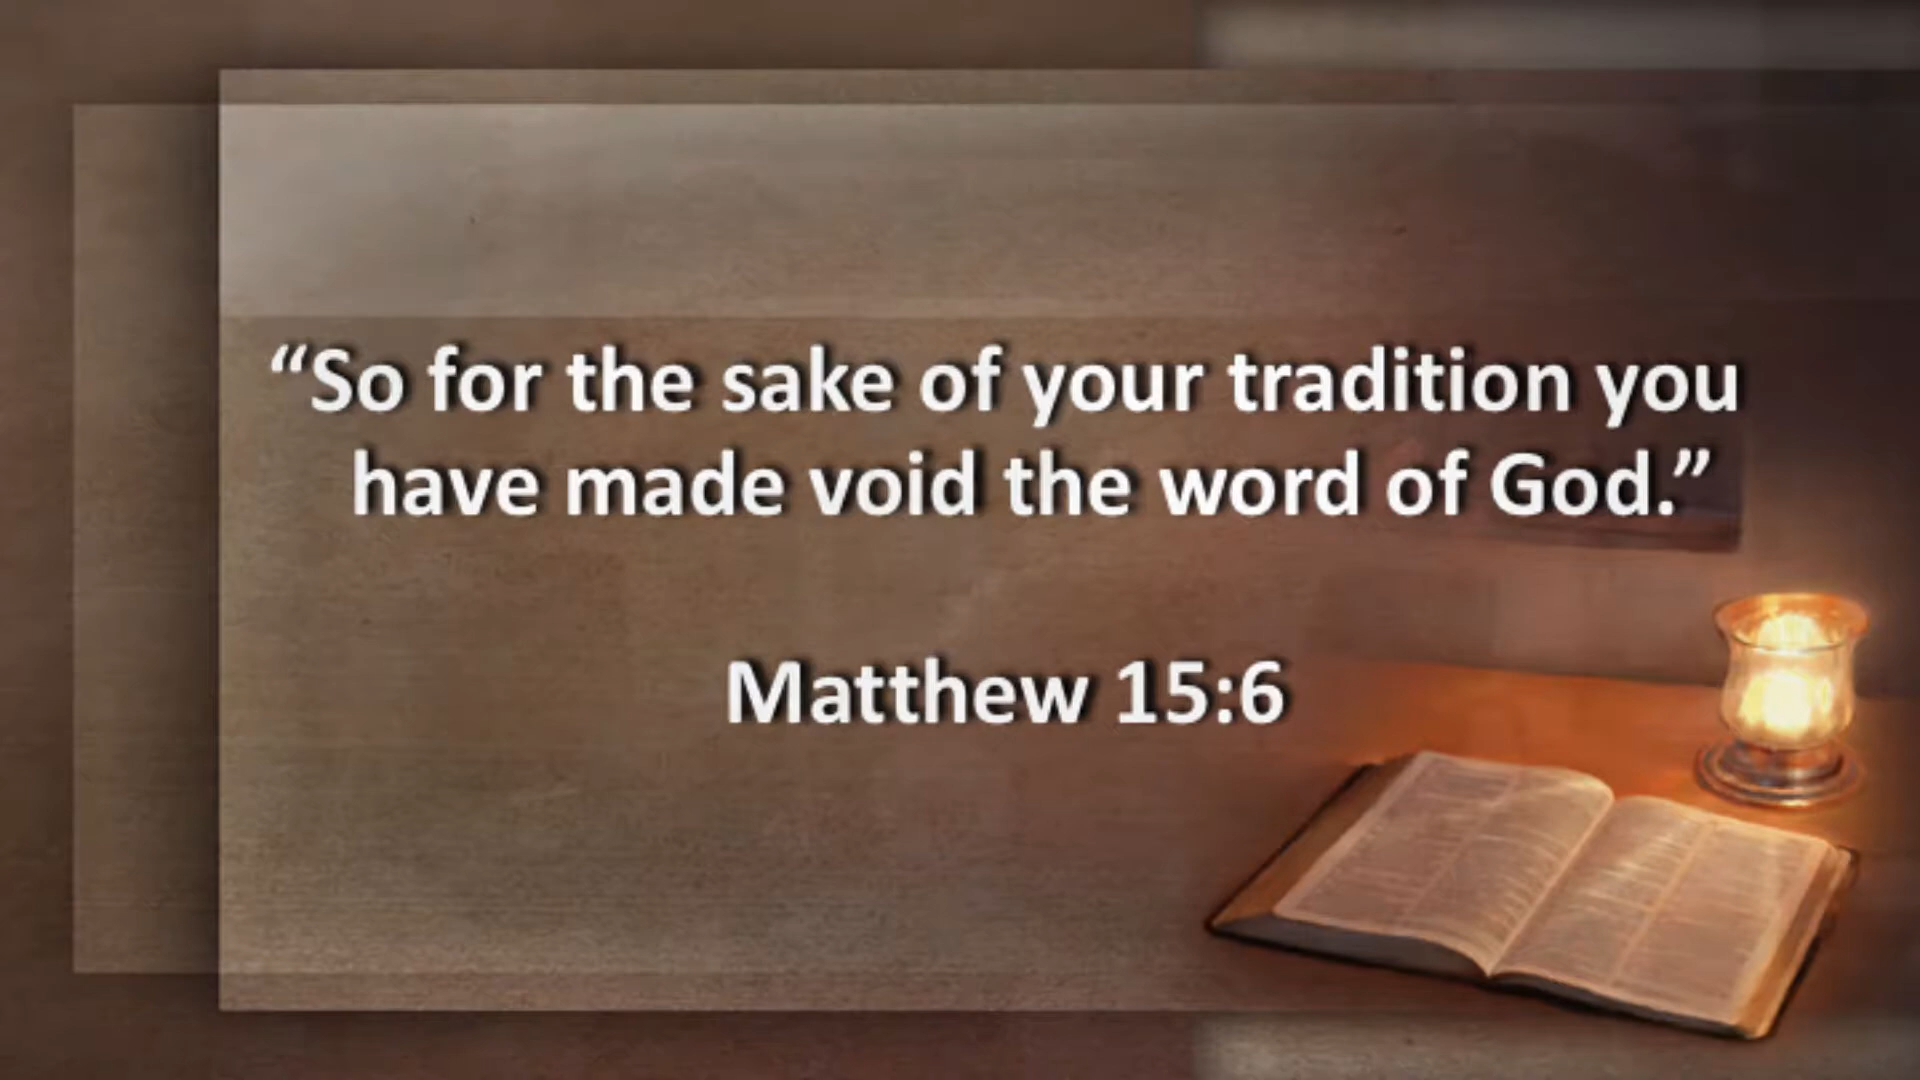 “So for the sake of your tradition you
have made void the word of God.”
Matthew 15:6